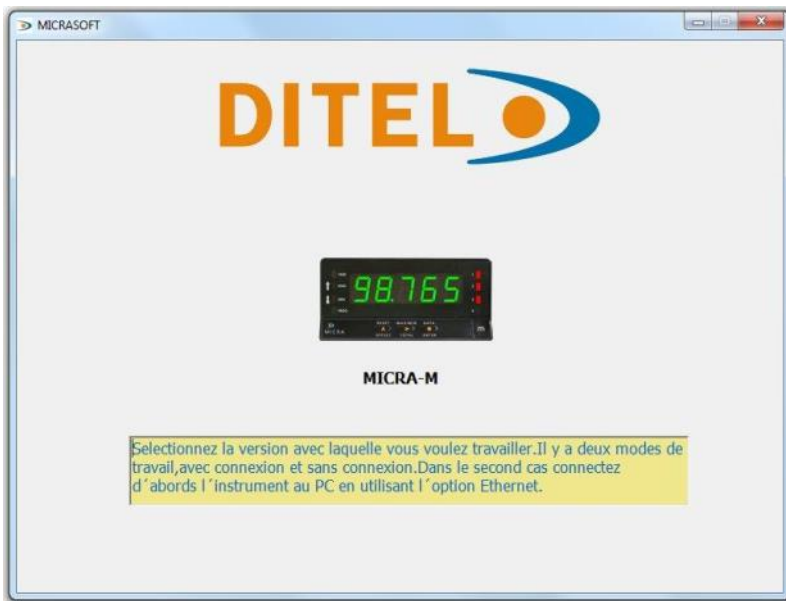 MICRASOFT
DITEL
98.765
MICRA
MICRA-M
Selectionnez la version avec laquelle vous voulez travailler.Il y a deux modes de
travail,avec connexion et sans connexion.Dans le second cas connectez
d´abords l´instrument au PC en utilisant l´option Ethernet.